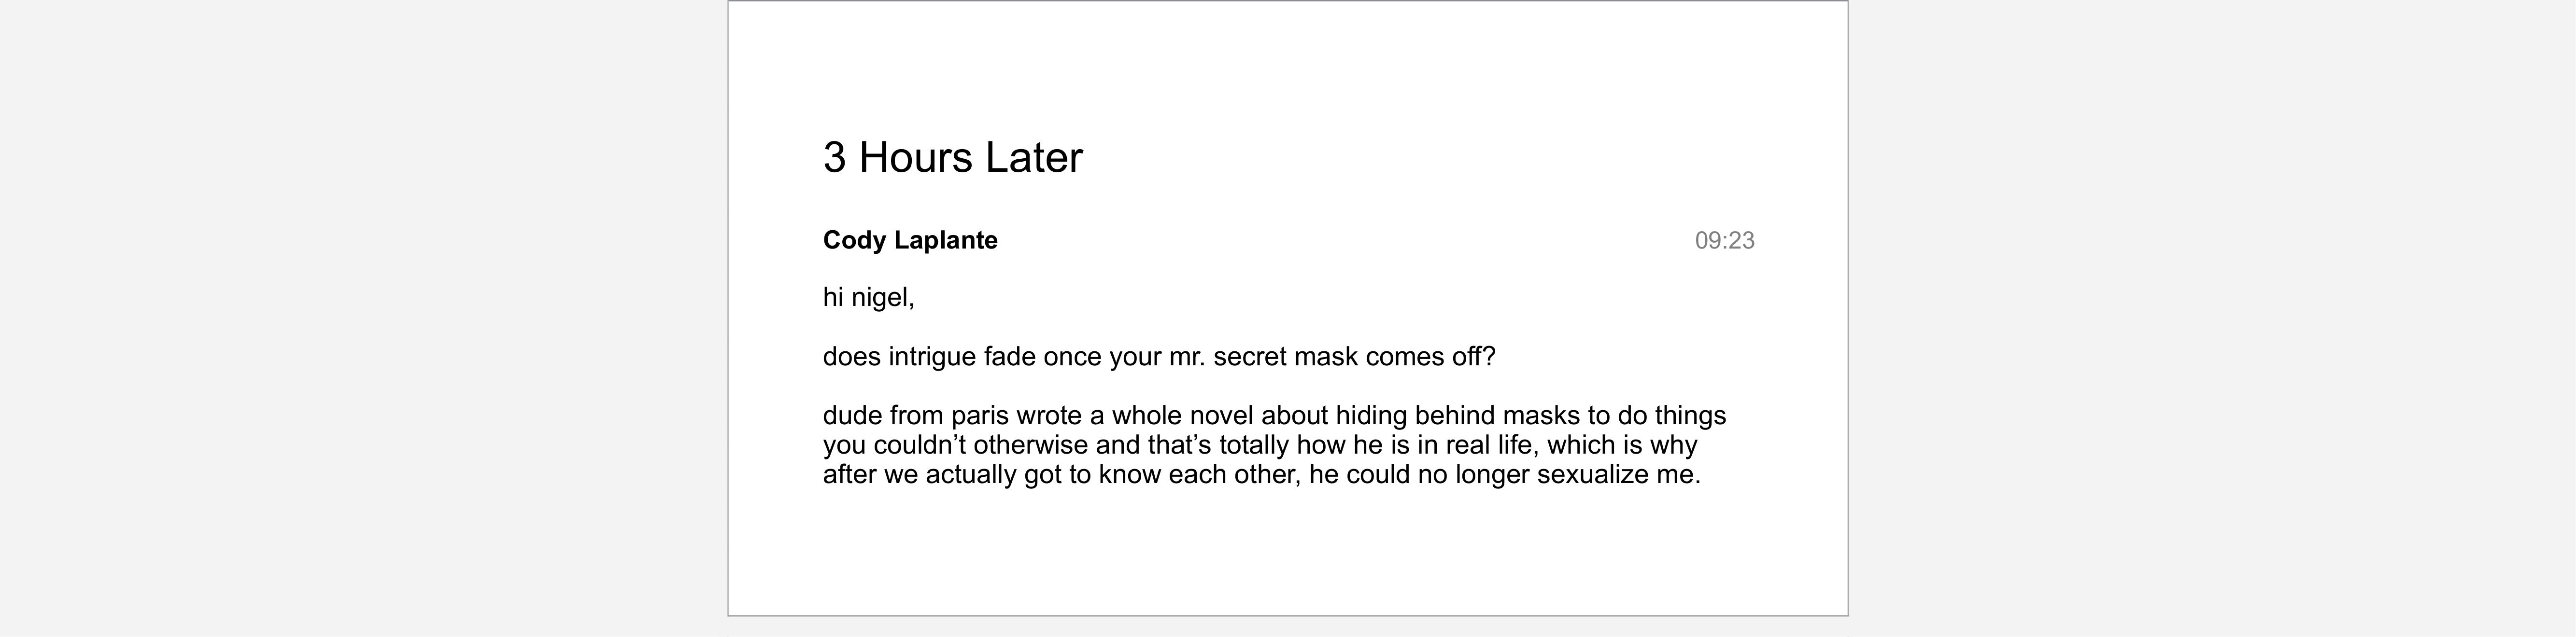 3 Hours Later
Cody Laplante 09:23
hi nigel,
does intrigue fade once your mr. secret mask comes off?
dude from paris wrote a whole novel about hiding behind masks to do things
you couldn’t otherwise and that’s totally how he is in real life, which is why
after we actually got to know each other, he could no longer sexualize me.